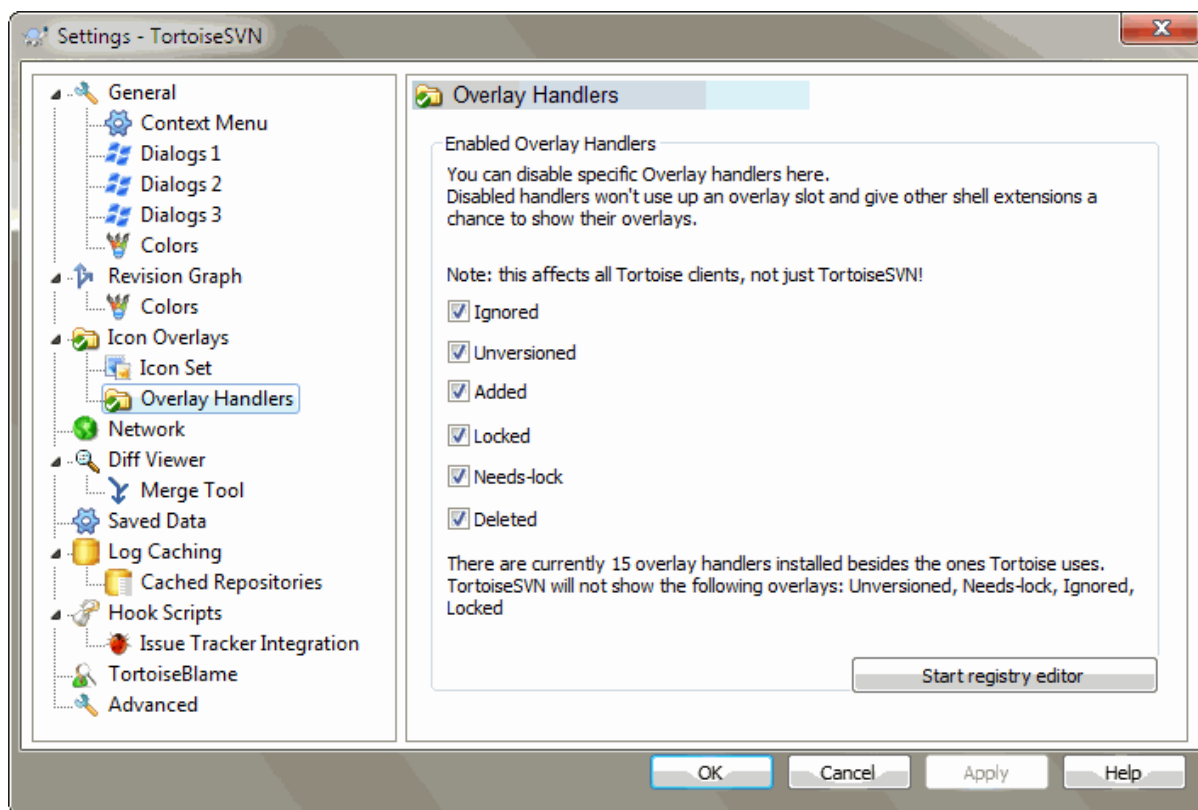 Settings - TortoiseSVN
General
Context Menu
Dialogs 1
Dialogs 2
Dialogs 3
Colors
Revision Graph
Colors
Icon Overlays
Icon Set
Overlay Handlers
Network
Diff Viewer
Merge Tool
Saved Data
Log Caching
Cached Repositories
Hook Scripts
Issue Tracker Integration
TortoiseBlame
Advanced
Overlay Handlers
Enabled Overlay Handlers
You can disable specific Overlay handlers here.
Disabled handlers won't use up an overlay slot and give other shell extensions a
chance to show their overlays.
Note: this affects all Tortoise clients, not just TortoiseSVN!
Ignored
Unversioned
Added
Locked
Needs-lock
Deleted
There are currently 15 overlay handlers installed besides the ones Tortoise uses.
TortoiseSVN will not show the following overlays: Unversioned, Needs-lock, Ignored,
Locked
Start registry editor
OK
Cancel
Apply
Help